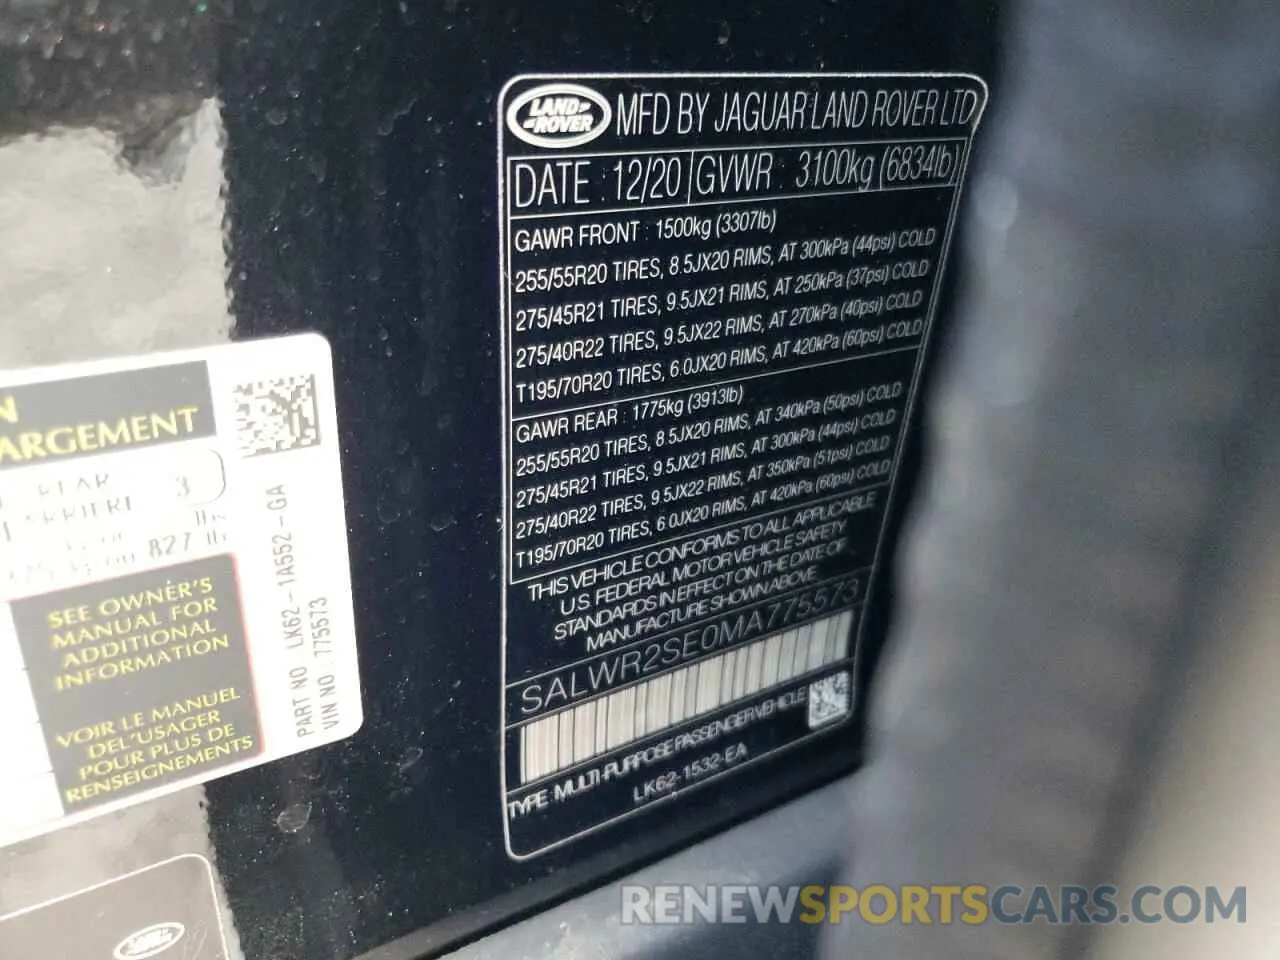 LAND ROVER
MFD BY JAGUAR LAND ROVER LTD
DATE : 12/20 GVWR : 3100kg (6834lb)
GAWR FRONT : 1500kg (3307lb)
255/55R20 TIRES, 8.5JX20 RIMS, AT 300kPa (44psi) COLD
275/45R21 TIRES, 9.5JX21 RIMS, AT 250kPa (37psi) COLD
275/40R22 TIRES, 9.5JX22 RIMS, AT 270kPa (40psi) COLD
T195/70R20 TIRES, 6.0JX20 RIMS, AT 420kPa (60psi) COLD
GAWR REAR : 1775kg (3913lb)
255/55R20 TIRES, 8.5JX20 RIMS, AT 340kPa (50psi) COLD
275/45R21 TIRES, 9.5JX21 RIMS, AT 300kPa (44psi) COLD
275/40R22 TIRES, 9.5JX22 RIMS, AT 350kPa (51psi) COLD
T195/70R20 TIRES, 6.0JX20 RIMS, AT 420kPa (60psi) COLD
THIS VEHICLE CONFORMS TO ALL APPLICABLE
U.S. FEDERAL MOTOR VEHICLE SAFETY
STANDARDS IN EFFECT ON THE DATE OF
MANUFACTURE SHOWN ABOVE
SALWR2SE0MA775573
TYPE: MULTI-PURPOSE PASSENGER VEHICLE
LK62-1532-EA
N
ARGEMENT
REAR 3
827 lb
SEE OWNER'S
MANUAL FOR
ADDITIONAL
INFORMATION
VOIR LE MANUEL
DEL'USAGER
POUR PLUS DE
RENSEIGNEMENTS
PART NO LK62-1A552-GA
VIN NO : 775573
LAND ROVER
RENEWSPORTSCARS.COM